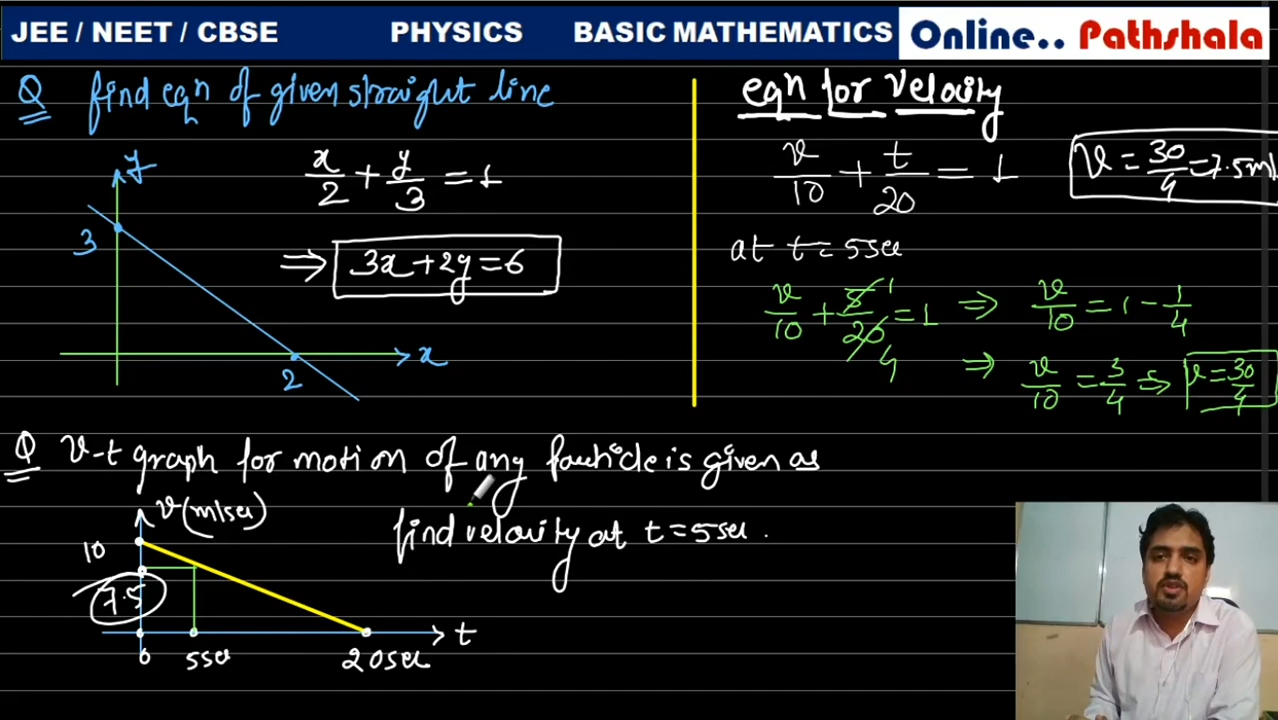 JEE / NEET / CBSE PHYSICS BASIC MATHEMATICS Online.. Pathshala
Q find eqn of given straight line
y
3
2
x
x/2 + y/3 = 1
⇒ 3x+2y=6
eqn for velocity
v/10 + t/20 = 1
v = 30/4 = 7.5m/
at t=5sec
v/10 + 5/20 = 1 ⇒ v/10 = 1 - 1/4
1
4
⇒ v/10 = 3/4 ⇒ v = 30/4
Q v-t graph for motion of any particle is given as
find velocity at t=5sec.
v(m/sec)
10
7.5
0 5sec 20sec t